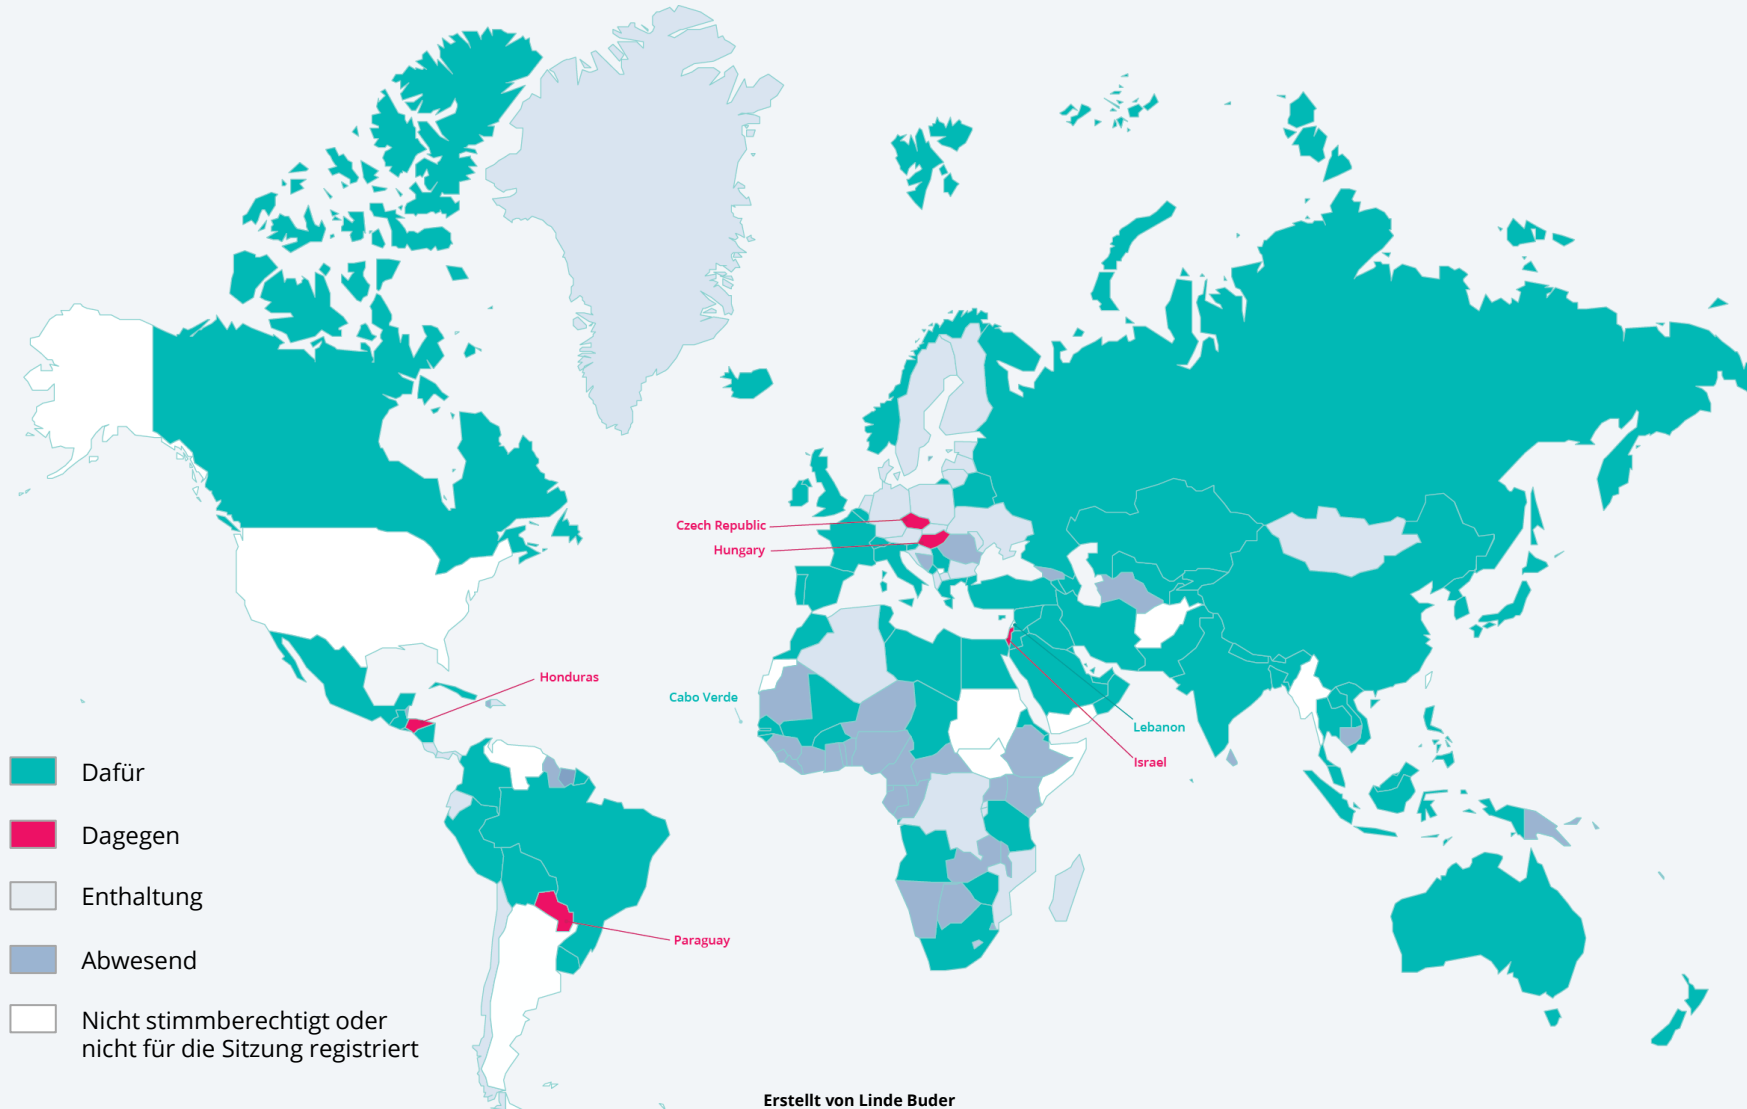 Czech Republic
Hungary
Honduras
Cabo Verde
Lebanon
Israel
Dafür
Dagegen
Enthaltung
Paraguay
Abwesend
Nicht stimmberechtigt oder
nicht für die Sitzung registriert
Erstellt von Linde Buder